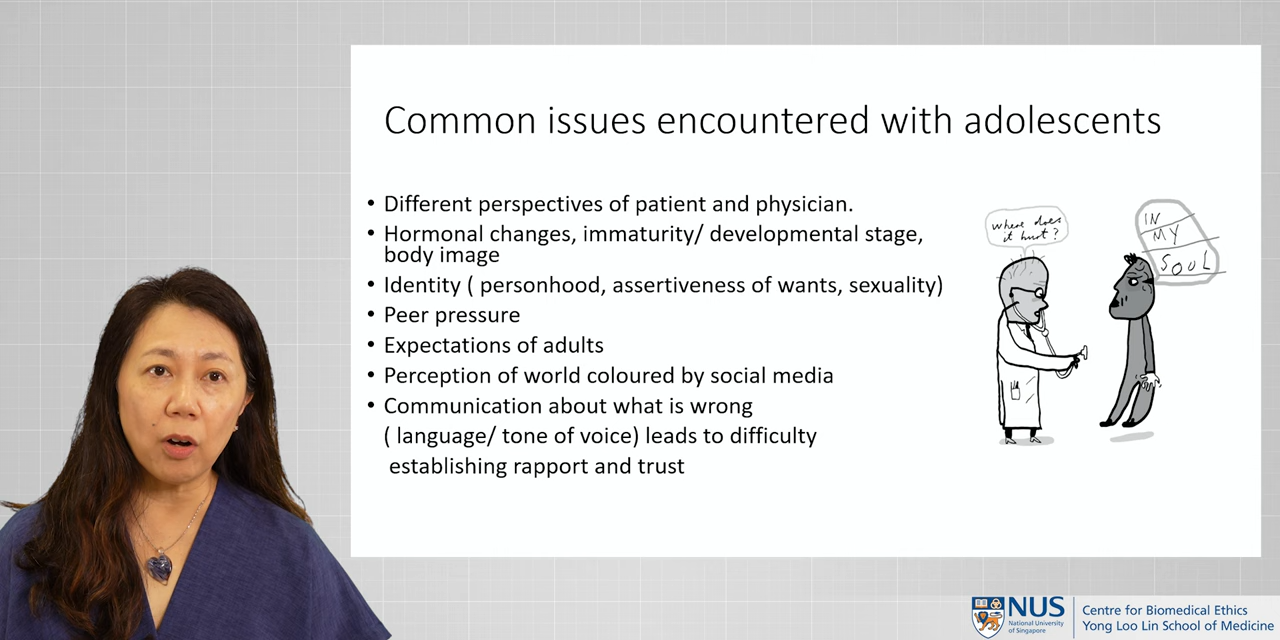 Common issues encountered with adolescents
• Different perspectives of patient and physician.
• Hormonal changes, immaturity/ developmental stage,
body image
• Identity ( personhood, assertiveness of wants, sexuality)
• Peer pressure
• Expectations of adults
• Perception of world coloured by social media
• Communication about what is wrong
( language/ tone of voice) leads to difficulty
establishing rapport and trust
where does
it hurt?
IN
MY
SOUL
NUS
National University
of Singapore
Centre for Biomedical Ethics
Yong Loo Lin School of Medicine